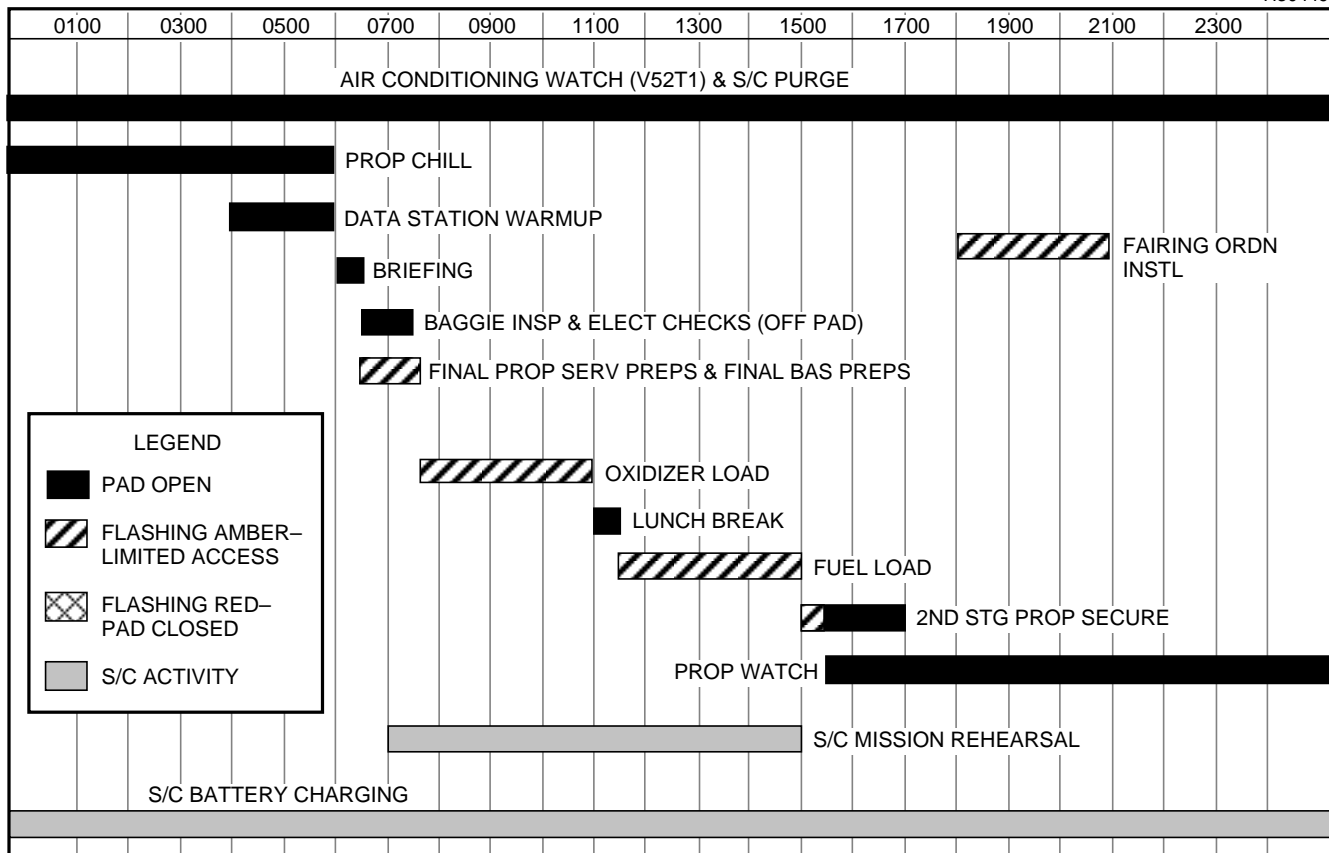 0100 0300 0500 0700 0900 1100 1300 1500 1700 1900 2100 2300
AIR CONDITIONING WATCH (V52T1) & S/C PURGE
PROP CHILL
DATA STATION WARMUP
FAIRING ORDN
INSTL
BRIEFING
BAGGIE INSP & ELECT CHECKS (OFF PAD)
FINAL PROP SERV PREPS & FINAL BAS PREPS
LEGEND
PAD OPEN
FLASHING AMBER–
LIMITED ACCESS
FLASHING RED–
PAD CLOSED
S/C ACTIVITY
OXIDIZER LOAD
LUNCH BREAK
FUEL LOAD
2ND STG PROP SECURE
PROP WATCH
S/C MISSION REHEARSAL
S/C BATTERY CHARGING